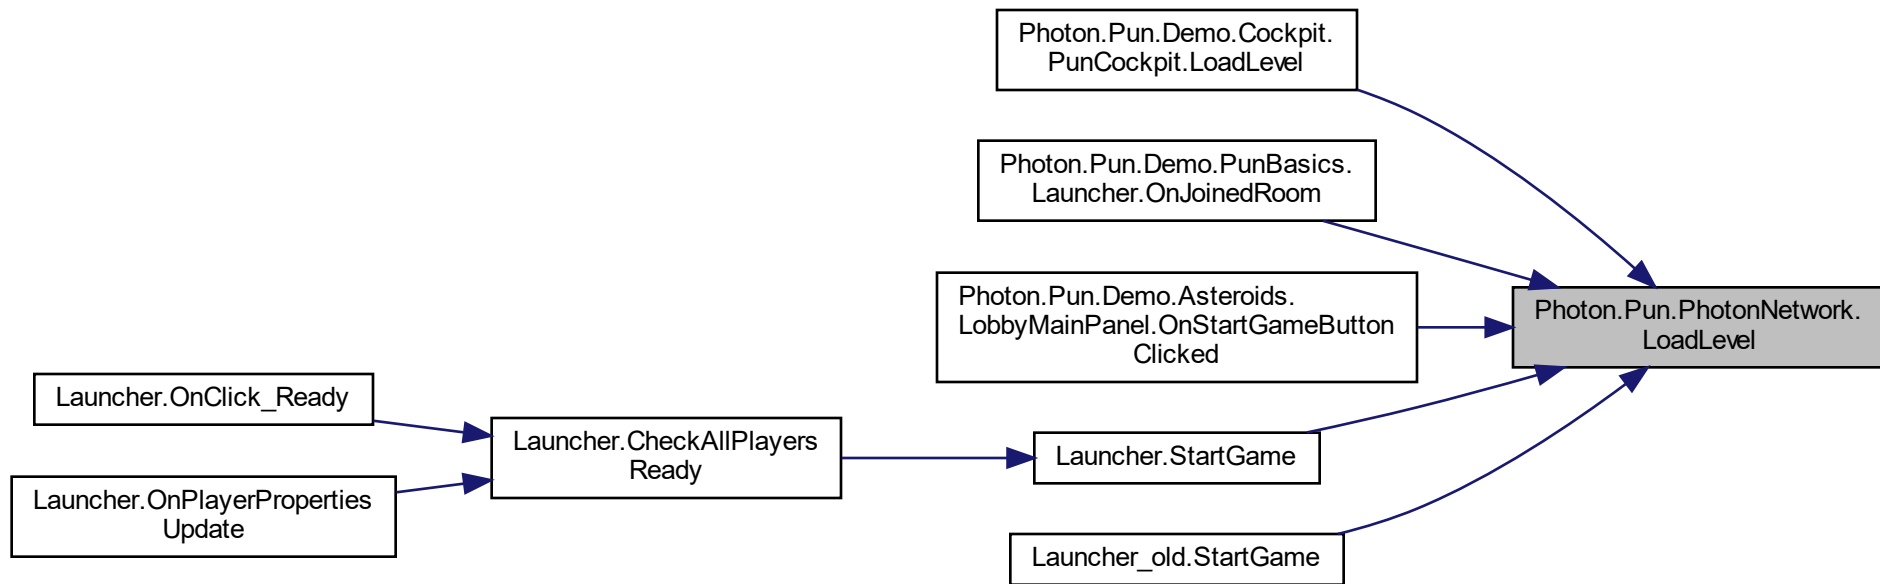 Photon.Pun.Demo.Cockpit.
PunCockpit.LoadLevel
Photon.Pun.Demo.PunBasics.
Launcher.OnJoinedRoom
Photon.Pun.Demo.Asteroids.
LobbyMainPanel.OnStartGameButton
Clicked
Photon.Pun.PhotonNetwork.
LoadLevel
Launcher.OnClick_Ready
Launcher.CheckAllPlayers
Ready
Launcher.StartGame
Launcher.OnPlayerProperties
Update
Launcher_old.StartGame